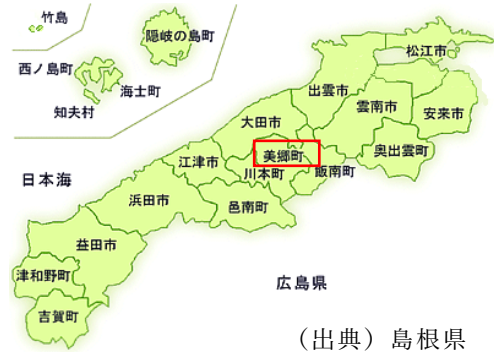 竹島
隠岐の島町
西ノ島町
海士町
知夫村
松江市
出雲市
雲南市
安来市
大田市
奥出雲町
美郷町
江津市
川本町
飯南町
日本海
浜田市
邑南町
益田市
津和野町
広島県
吉賀町
（出典）島根県